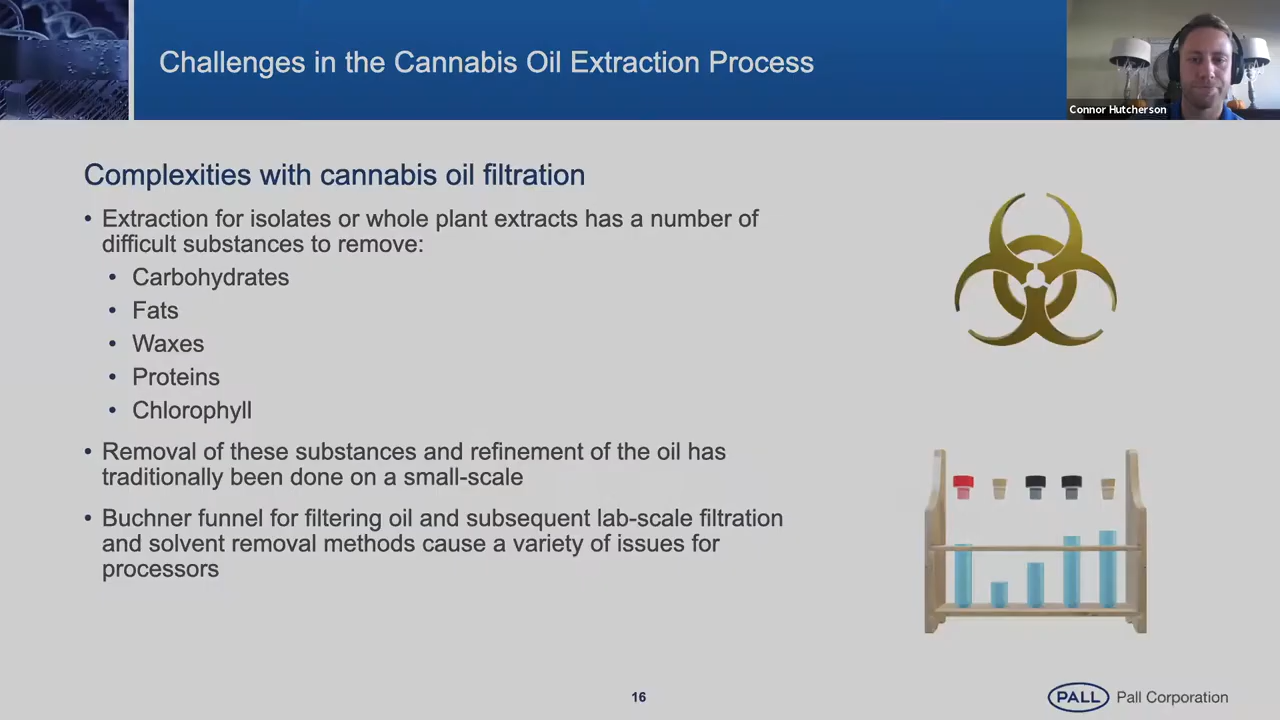 Challenges in the Cannabis Oil Extraction Process
Connor Hutcherson
Complexities with cannabis oil filtration
• Extraction for isolates or whole plant extracts has a number of
difficult substances to remove:
• Carbohydrates
• Fats
• Waxes
• Proteins
• Chlorophyll
• Removal of these substances and refinement of the oil has
traditionally been done on a small-scale
• Buchner funnel for filtering oil and subsequent lab-scale filtration
and solvent removal methods cause a variety of issues for
processors
16
PALL Pall Corporation